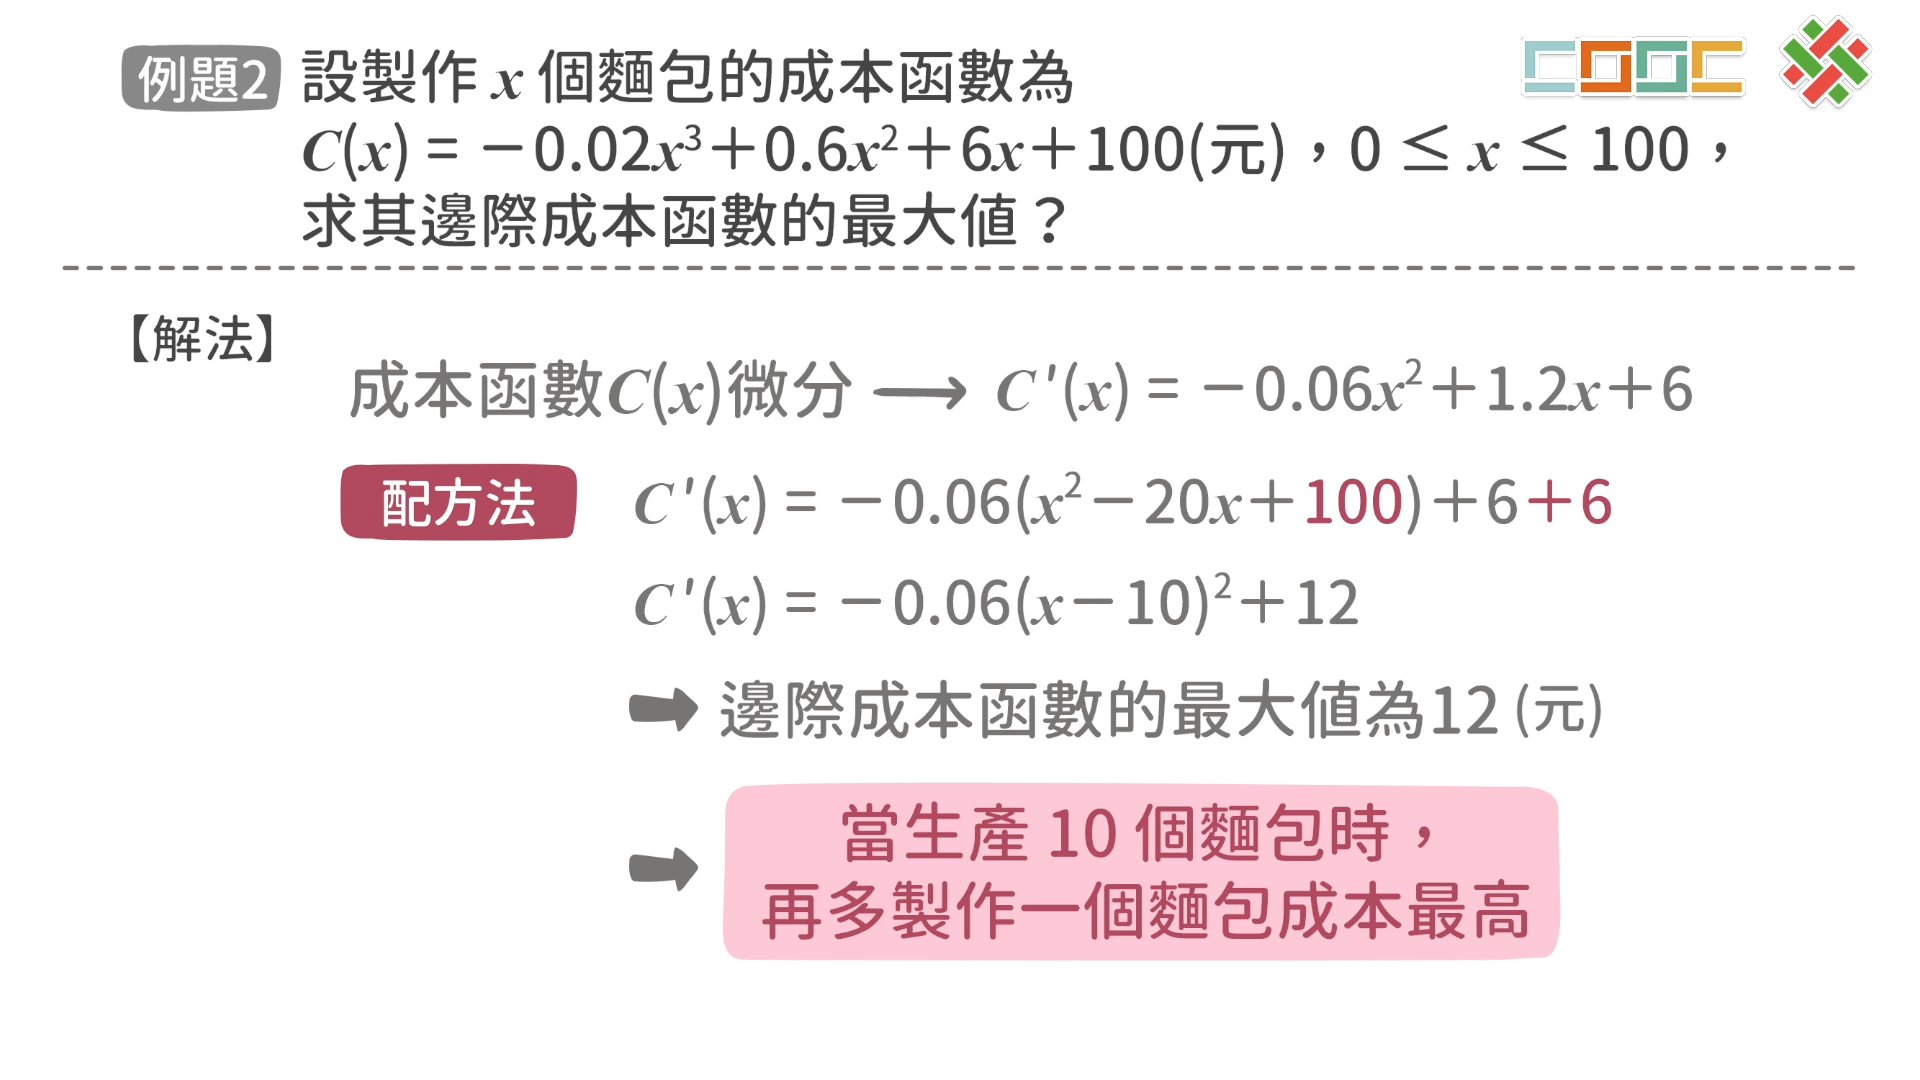 例題2 設製作 x 個麵包的成本函數為
C(x) = －0.02x³＋0.6x²＋6x＋100(元)，0 ≤ x ≤ 100，
求其邊際成本函數的最大值？
COOC
【解法】
成本函數C(x)微分 ⟶ C'(x) = －0.06x²＋1.2x＋6
配方法 C'(x) = －0.06(x²－20x＋100)＋6＋6
C'(x) = －0.06(x－10)²＋12
➡ 邊際成本函數的最大值為12 (元)
➡ 當生產 10 個麵包時，
再多製作一個麵包成本最高